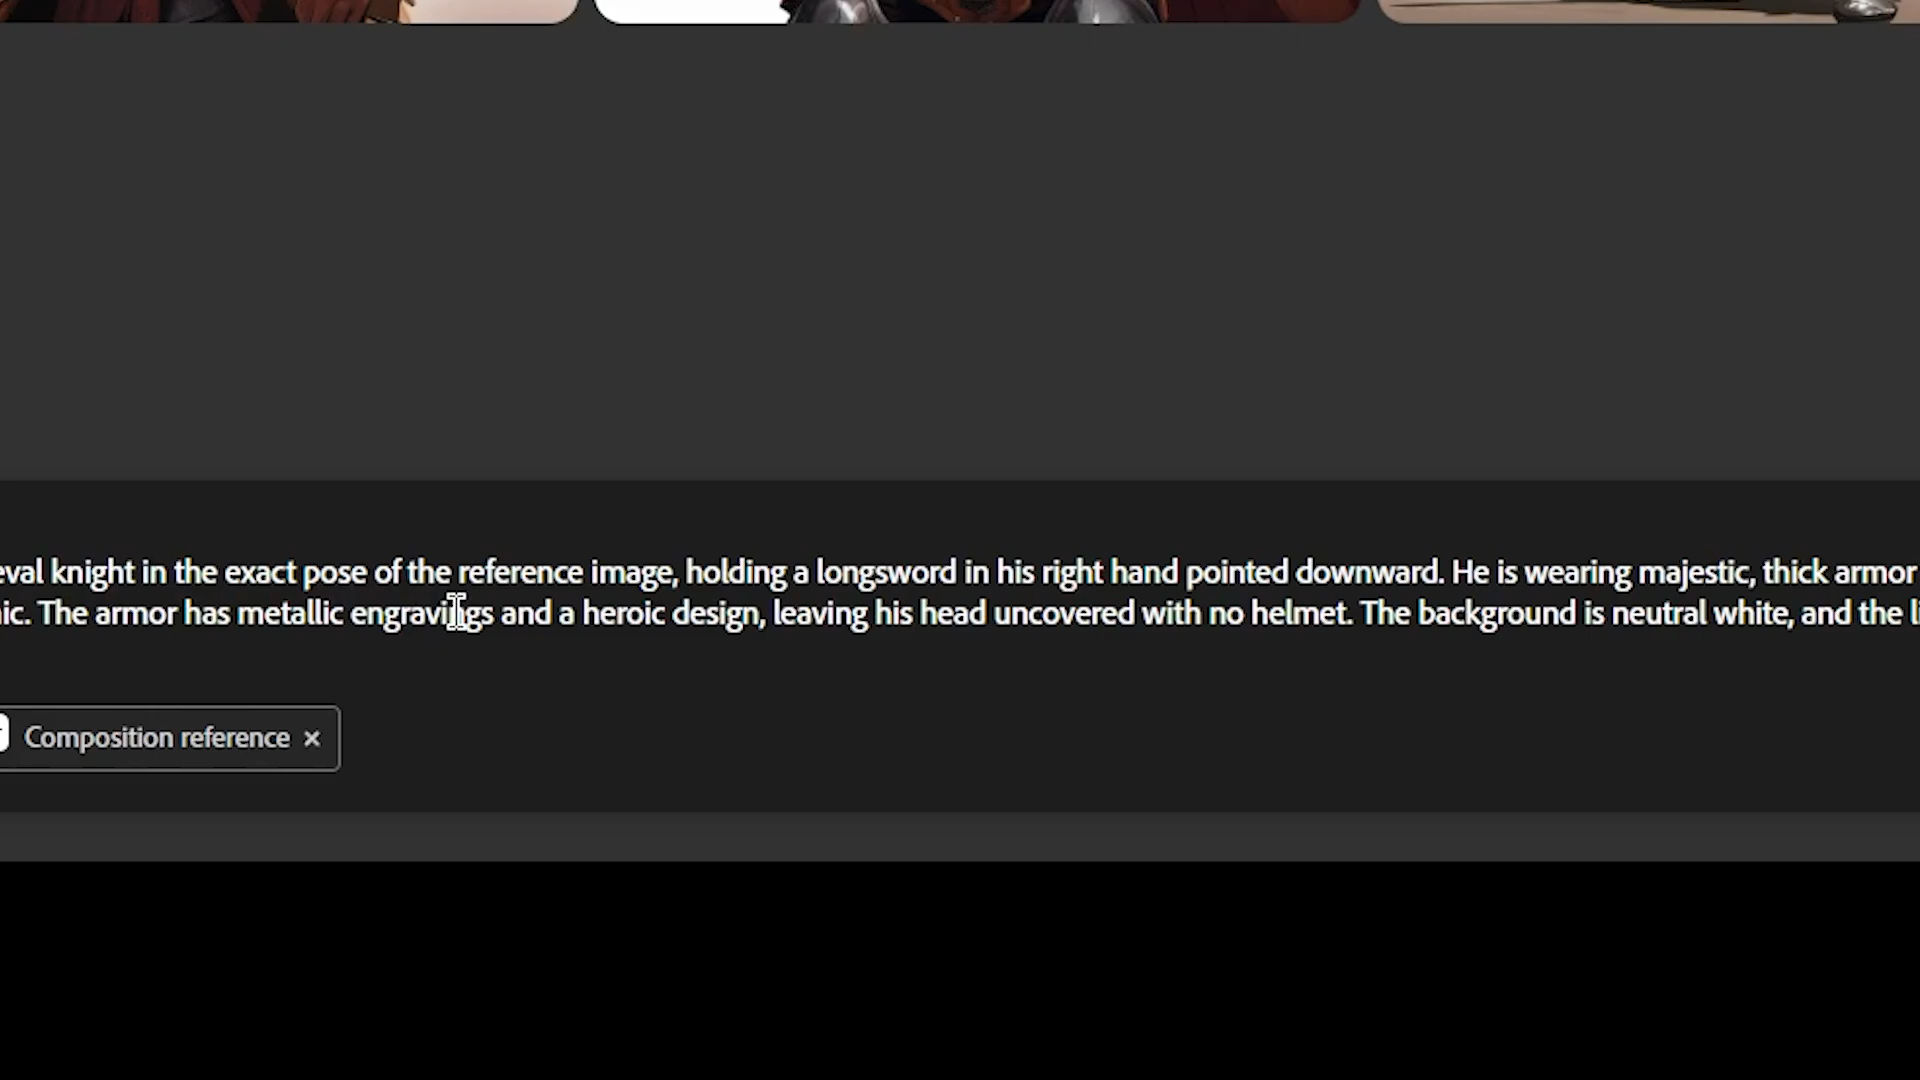 knight in the exact pose of the reference image, holding a longsword in his right hand pointed downward. He is wearing majestic, thick armor
The armor has metallic engravings and a heroic design, leaving his head uncovered with no helmet. The background is neutral white, and the
Composition reference ×